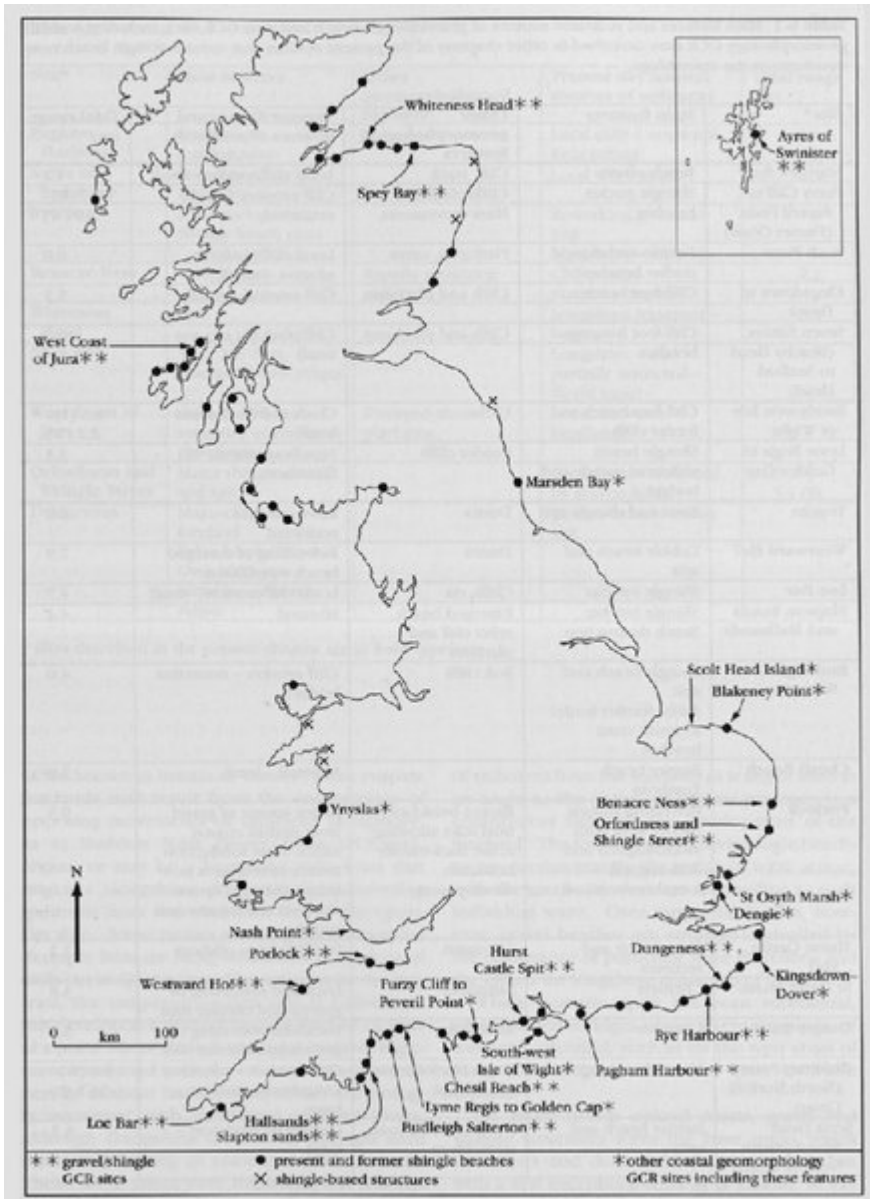 Whiteness Head**
Spey Bay**
Ayres of
Swinister
**
West Coast
of Jura**
Marsden Bay*
Scolt Head Island*
Blakeney Point*
Ynyslas*
Benacre Ness**
Orfordness and
Shingle Street**
N
St Osyth Marsh*
Dengie*
Nash Point*
Porlock**
Westward Ho!**
Furzy Cliff to
Peveril Point*
Hurst
Castle Spit**
Dungeness**
Kingsdown-
Dover*
0 100
km
South-west
Isle of Wight*
Rye Harbour**
Pagham Harbour**
Chesil Beach**
Lyme Regis to Golden Cap*
Budleigh Salterton**
Loe Bar**
Hallsands**
Slapton sands**
** gravel/shingle
GCR sites
● present and former shingle beaches
× shingle-based structures
*other coastal geomorphology
GCR sites including these features